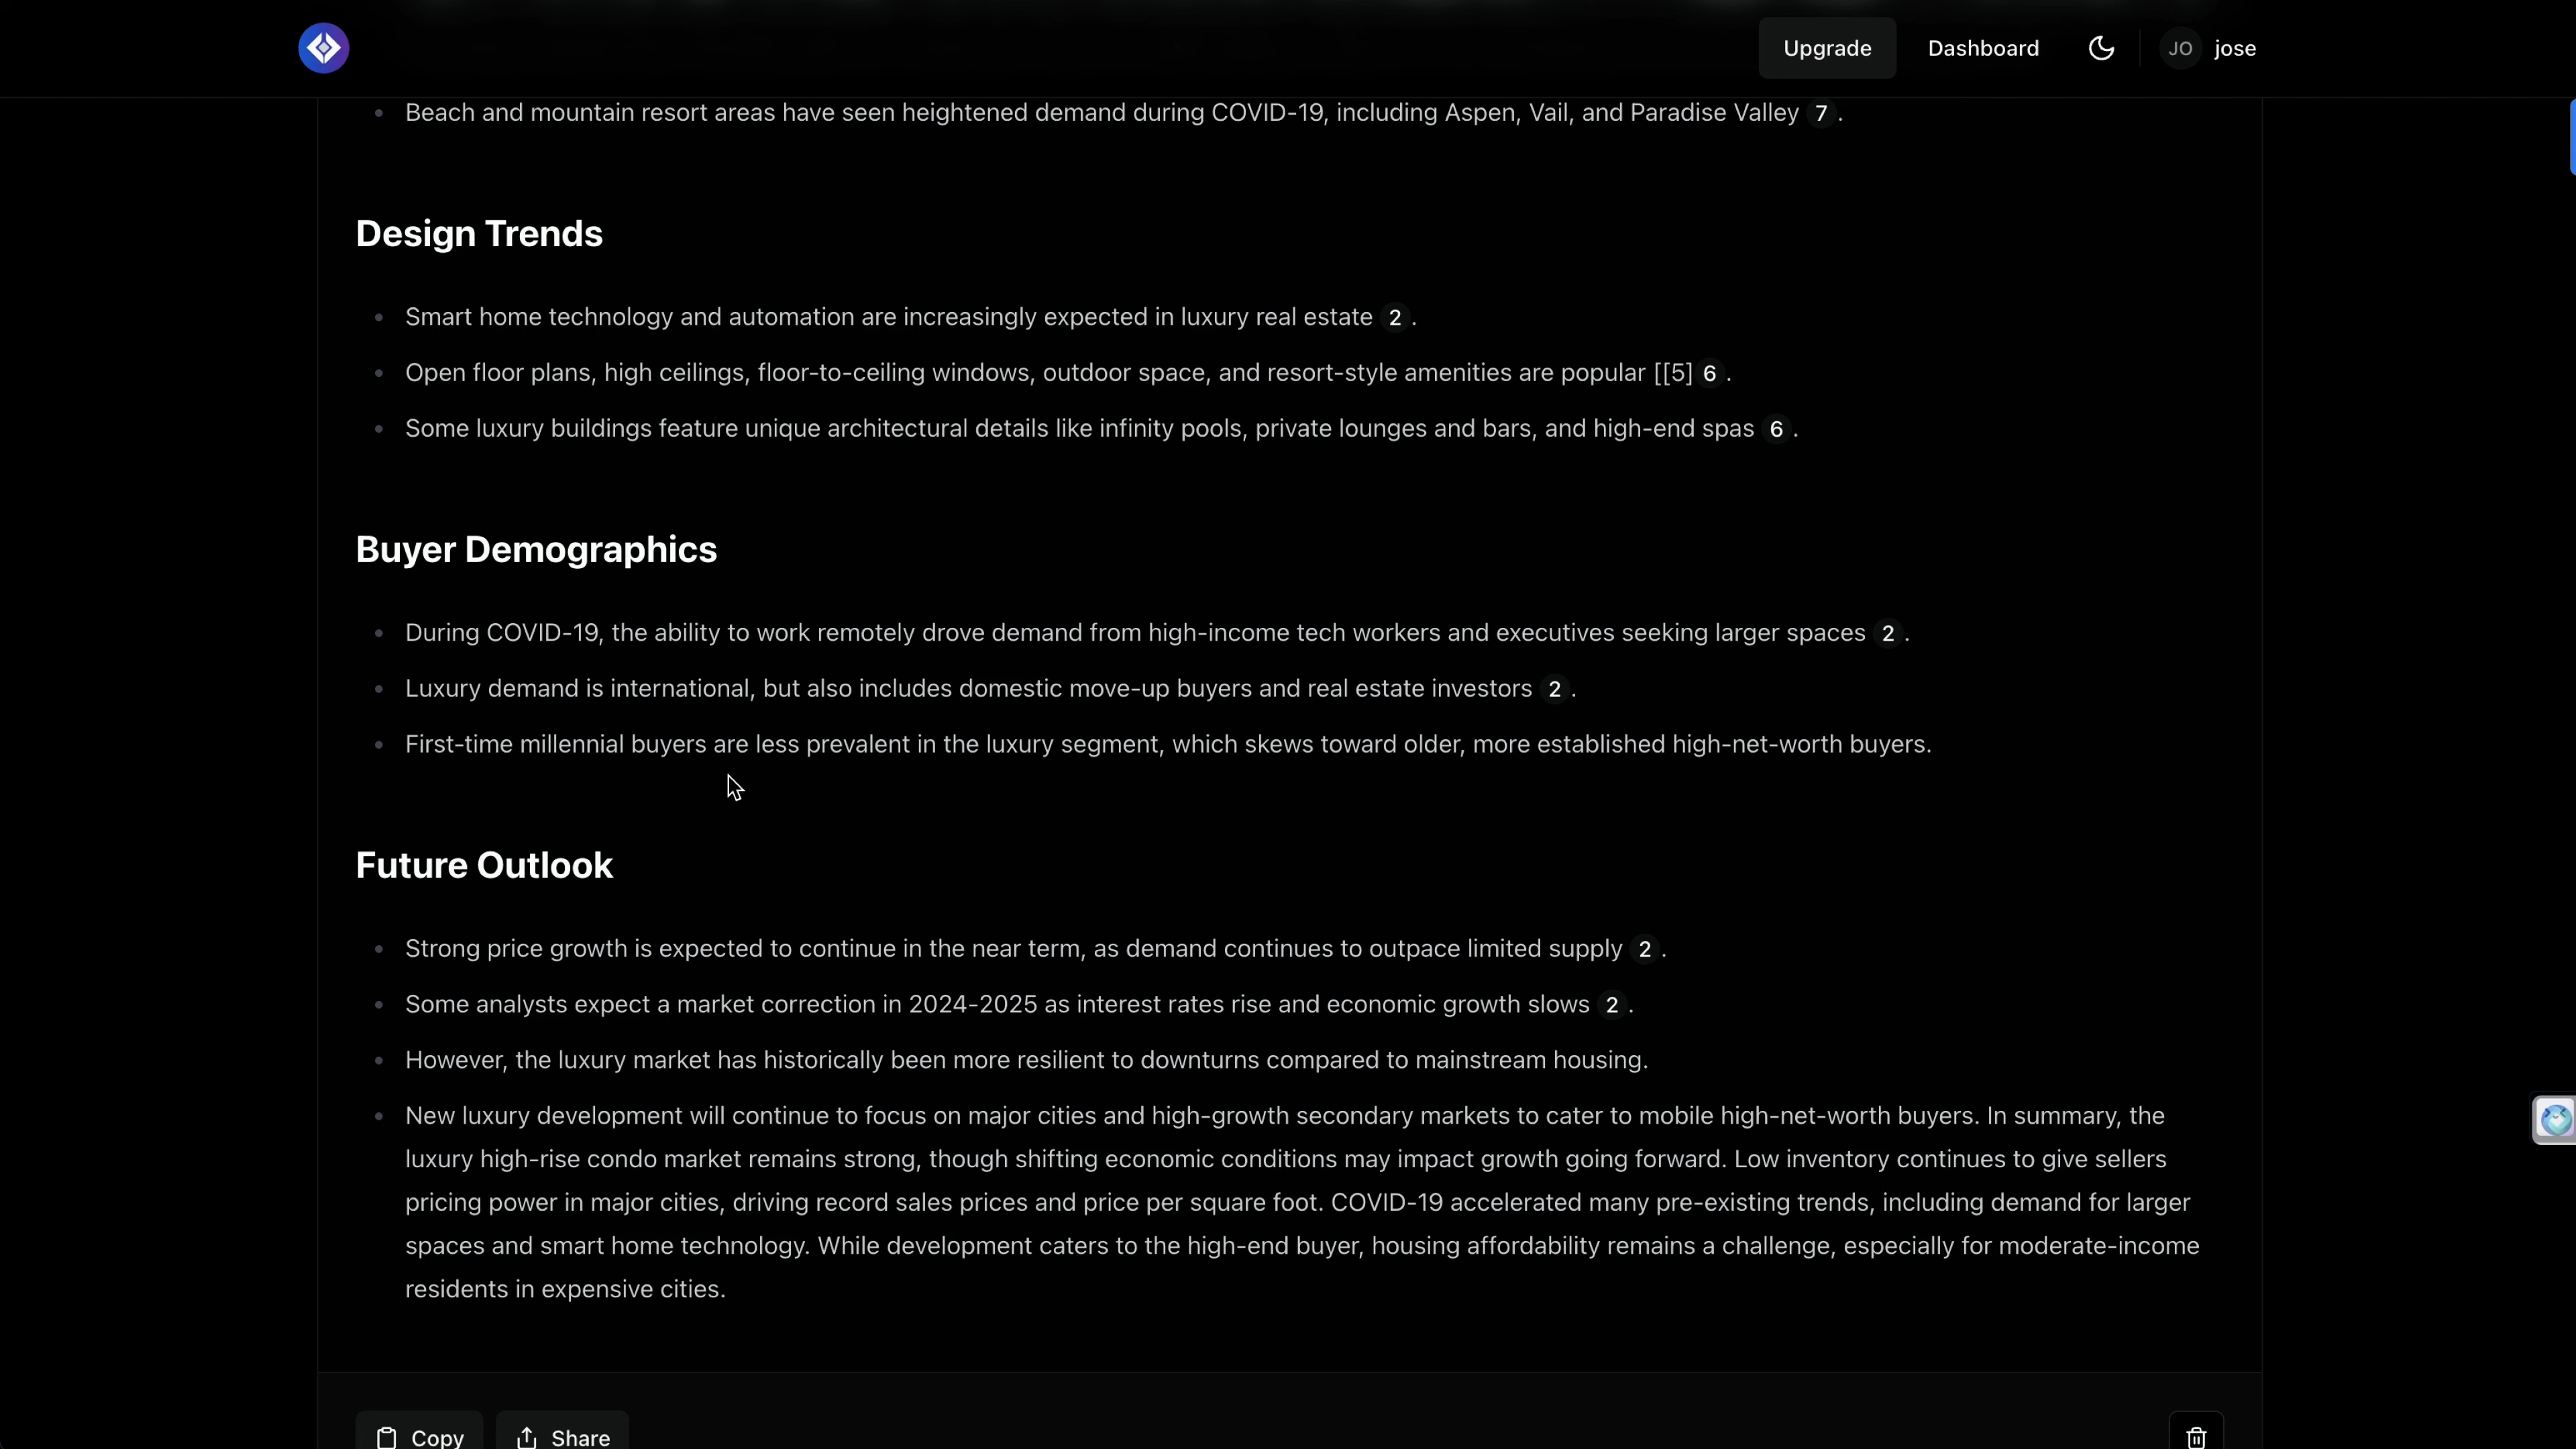 Upgrade
Dashboard
JO
jose
Beach and mountain resort areas have seen heightened demand during COVID-19, including Aspen, Vail, and Paradise Valley 7.
Design Trends
Smart home technology and automation are increasingly expected in luxury real estate 2.
Open floor plans, high ceilings, floor-to-ceiling windows, outdoor space, and resort-style amenities are popular [[5] 6.
Some luxury buildings feature unique architectural details like infinity pools, private lounges and bars, and high-end spas 6.
Buyer Demographics
During COVID-19, the ability to work remotely drove demand from high-income tech workers and executives seeking larger spaces 2.
Luxury demand is international, but also includes domestic move-up buyers and real estate investors 2.
First-time millennial buyers are less prevalent in the luxury segment, which skews toward older, more established high-net-worth buyers.
Future Outlook
Strong price growth is expected to continue in the near term, as demand continues to outpace limited supply 2.
Some analysts expect a market correction in 2024-2025 as interest rates rise and economic growth slows 2.
However, the luxury market has historically been more resilient to downturns compared to mainstream housing.
New luxury development will continue to focus on major cities and high-growth secondary markets to cater to mobile high-net-worth buyers. In summary, the
luxury high-rise condo market remains strong, though shifting economic conditions may impact growth going forward. Low inventory continues to give sellers
pricing power in major cities, driving record sales prices and price per square foot. COVID-19 accelerated many pre-existing trends, including demand for larger
spaces and smart home technology. While development caters to the high-end buyer, housing affordability remains a challenge, especially for moderate-income
residents in expensive cities.
Copy
Share